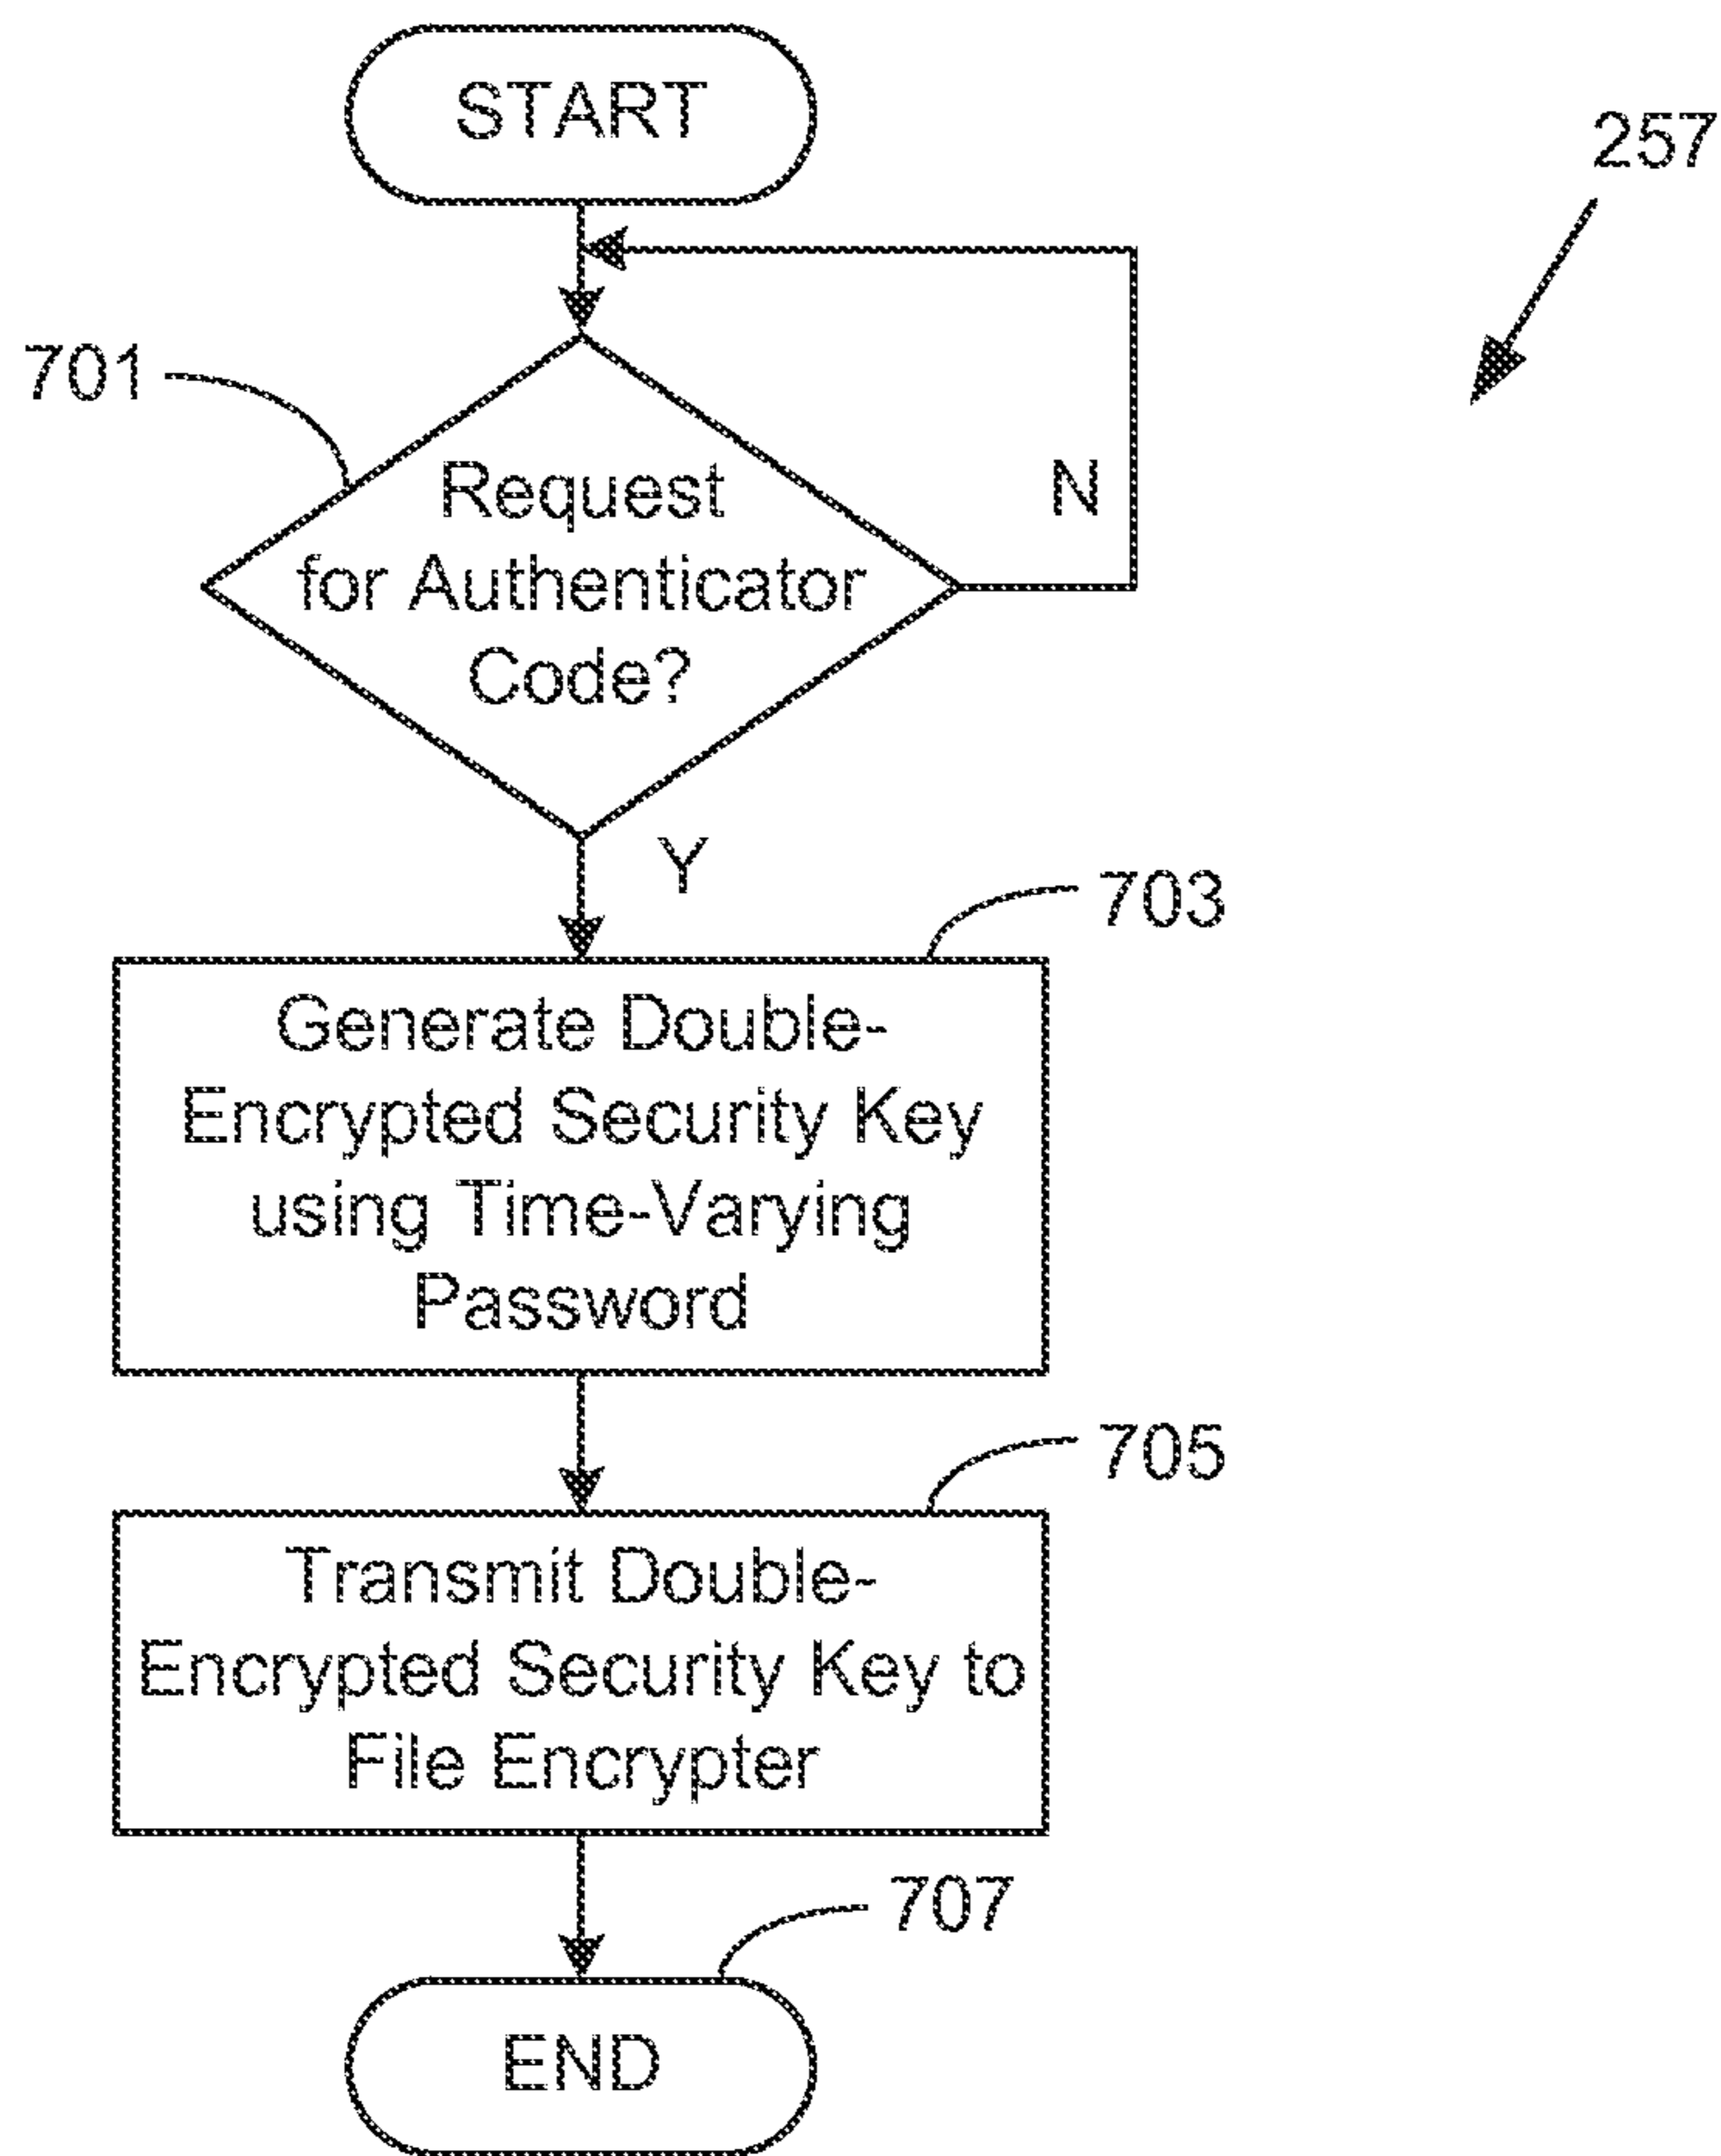 START
257
701
Request
for Authenticator
Code?
N
Y
703
Generate Double-
Encrypted Security Key
using Time-Varying
Password
705
Transmit Double-
Encrypted Security Key to
File Encrypter
707
END